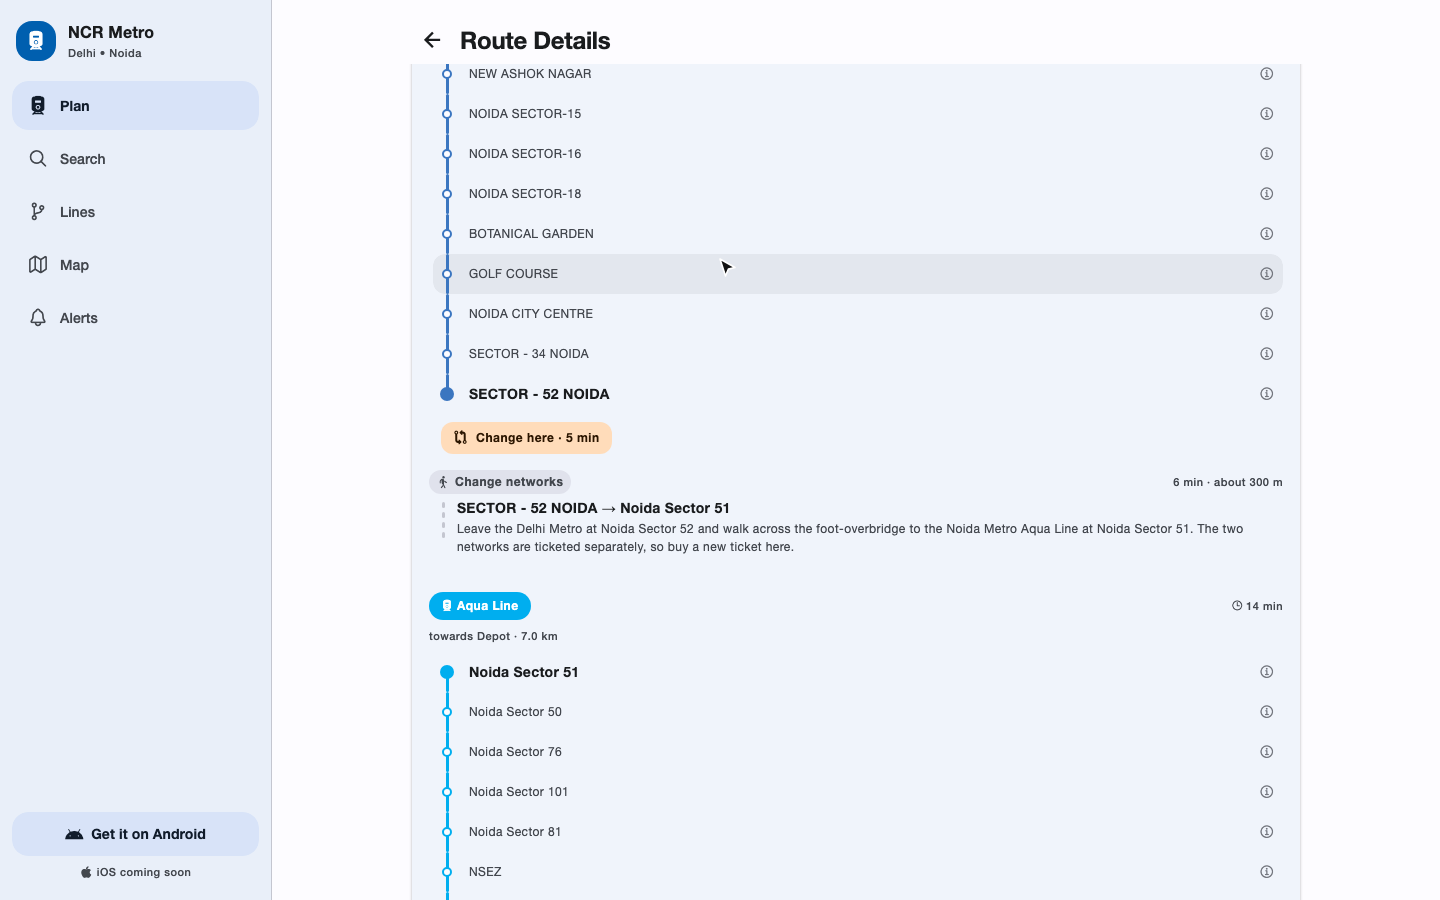 NCR Metro
Delhi • Noida
Plan
Search
Lines
Map
Alerts
Get it on Android
iOS coming soon
Route Details
NEW ASHOK NAGAR
NOIDA SECTOR-15
NOIDA SECTOR-16
NOIDA SECTOR-18
BOTANICAL GARDEN
GOLF COURSE
NOIDA CITY CENTRE
SECTOR - 34 NOIDA
SECTOR - 52 NOIDA
Change here · 5 min
Change networks
6 min · about 300 m
SECTOR - 52 NOIDA → Noida Sector 51
Leave the Delhi Metro at Noida Sector 52 and walk across the foot-overbridge to the Noida Metro Aqua Line at Noida Sector 51. The two
networks are ticketed separately, so buy a new ticket here.
Aqua Line
14 min
towards Depot · 7.0 km
Noida Sector 51
Noida Sector 50
Noida Sector 76
Noida Sector 101
Noida Sector 81
NSEZ